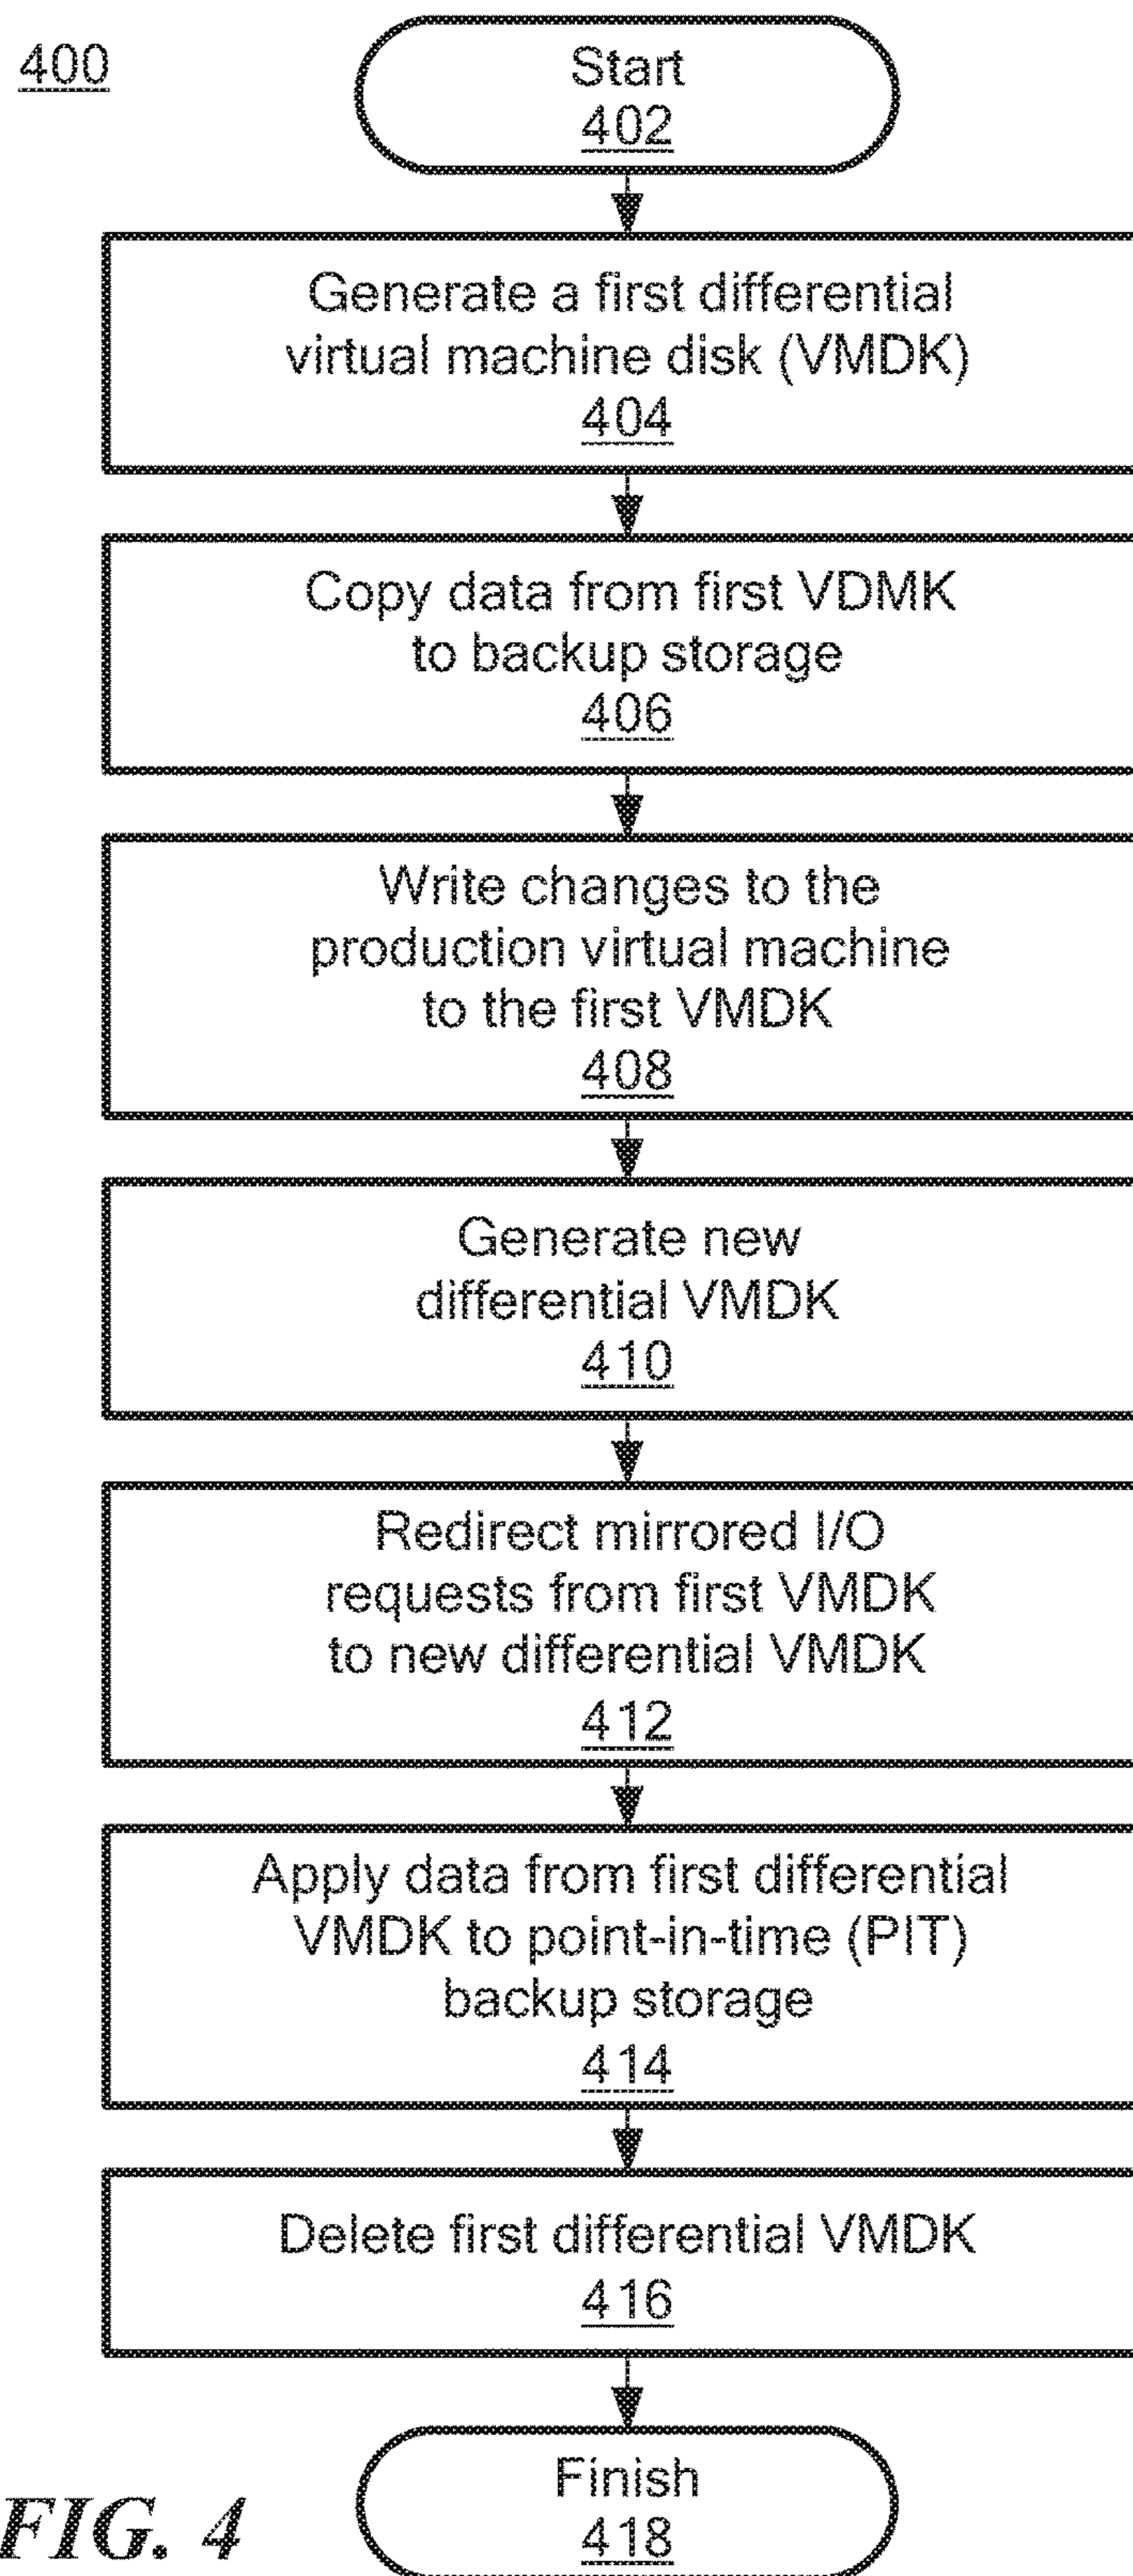 400
Start
402
Generate a first differential
virtual machine disk (VMDK)
404
Copy data from first VDMK
to backup storage
406
Write changes to the
production virtual machine
to the first VMDK
408
Generate new
differential VMDK
410
Redirect mirrored I/O
requests from first VMDK
to new differential VMDK
412
Apply data from first differential
VMDK to point-in-time (PIT)
backup storage
414
Delete first differential VMDK
416
Finish
418
FIG. 4